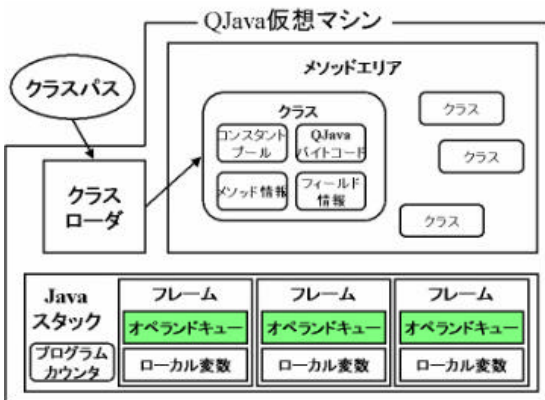 QJava仮想マシン
クラスパス
クラス
ローダ
メソッドエリア
クラス
コンスタント
プール
QJava
バイトコード
メソッド情報
フィールド
情報
クラス
クラス
クラス
Java
スタック
プログラム
カウンタ
フレーム
オペランドキュー
ローカル変数
フレーム
オペランドキュー
ローカル変数
フレーム
オペランドキュー
ローカル変数